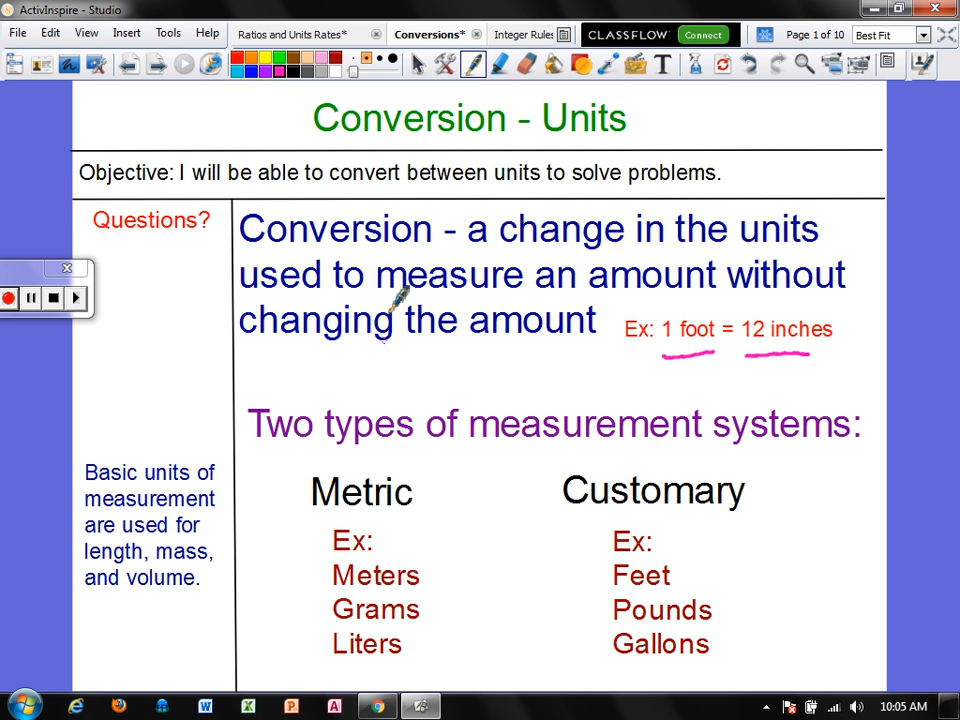 ActivInspire - Studio
File Edit View Insert Tools Help
Ratios and Units Rates* Conversions* Integer Rules
CLASSFLOW Connect
Page 1 of 10 Best Fit
Conversion - Units
Objective: I will be able to convert between units to solve problems.
Questions?
Conversion - a change in the units
used to measure an amount without
changing the amount
Ex: 1 foot = 12 inches
Two types of measurement systems:
Basic units of
measurement
are used for
length, mass,
and volume.
Metric
Ex:
Meters
Grams
Liters
Customary
Ex:
Feet
Pounds
Gallons
10:05 AM